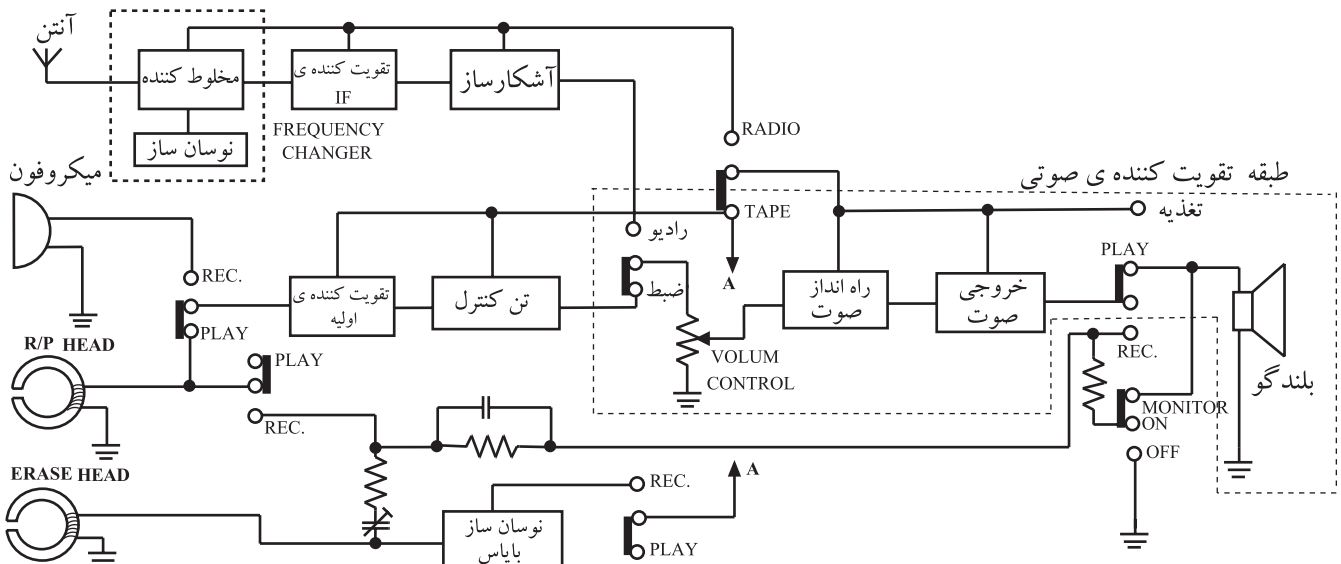 آنتن
مخلوط کننده
نوسان ساز
تقویت کننده ی
IF
FREQUENCY
CHANGER
آشکارساز
RADIO
TAPE
A
طبقه تقویت کننده ی صوتی
تغذیه
میکروفون
REC.
PLAY
تقویت کننده ی
اولیه
تن کنترل
رادیو
ضبط
VOLUM
CONTROL
راه انداز
صوت
خروجی
صوت
PLAY
REC.
MONITOR
ON
OFF
بلندگو
R/P HEAD
PLAY
REC.
ERASE HEAD
نوسان ساز
بایاس
REC.
PLAY
A